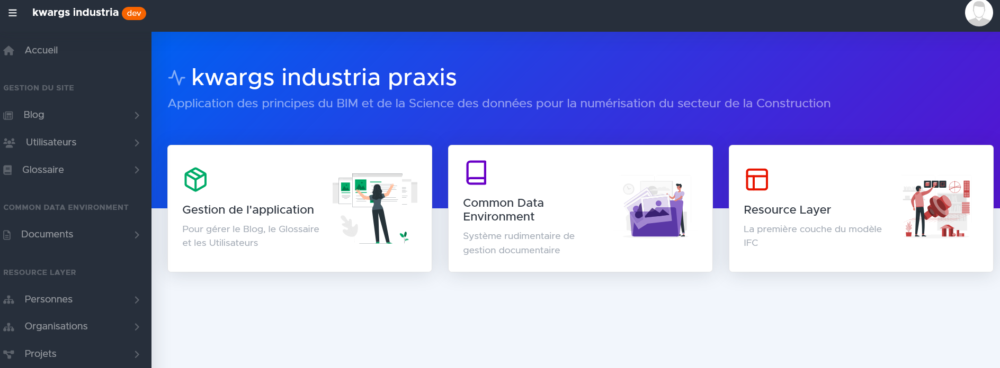 kwargs industria dev
Accueil
GESTION DU SITE
Blog
Utilisateurs
Glossaire
COMMON DATA ENVIRONMENT
Documents
RESOURCE LAYER
Personnes
Organisations
Projets
kwargs industria praxis
Application des principes du BIM et de la Science des données pour la numérisation du secteur de la Construction
Gestion de l'application
Pour gérer le Blog, le Glossaire
et les Utilisateurs
Common Data
Environment
Système rudimentaire de
gestion documentaire
Resource Layer
La première couche du modèle
IFC